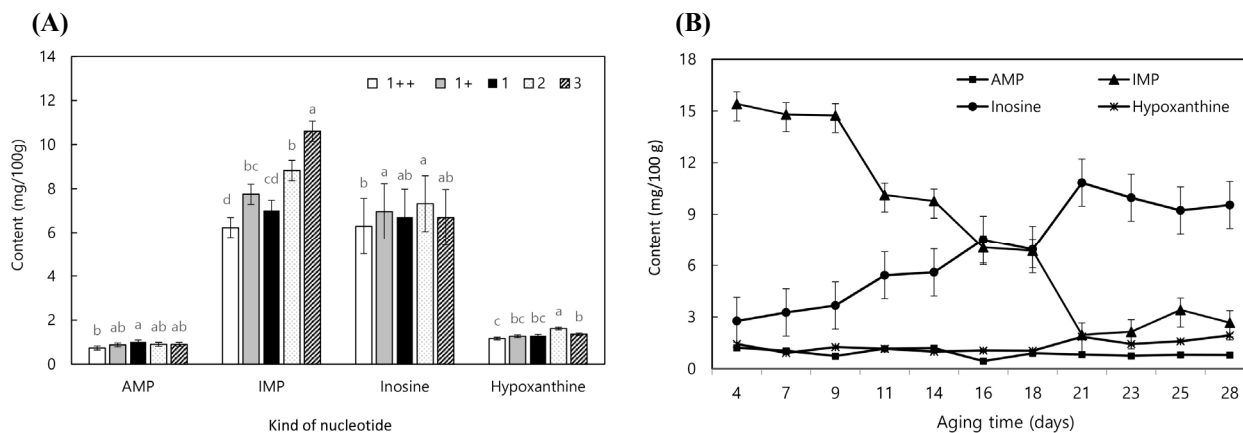 (A)
14
12
10
8
6
4
2
0
Content (mg/100g)
1++ 1+ 1 2 3
b ab a ab ab
d bc cd b a
b a ab a ab
c bc bc a b
AMP IMP Inosine Hypoxanthine
Kind of nucleotide
(B)
18
15
12
9
6
3
0
Content (mg/100 g)
AMP IMP
Inosine Hypoxanthine
4 7 9 11 14 16 18 21 23 25 28
Aging time (days)